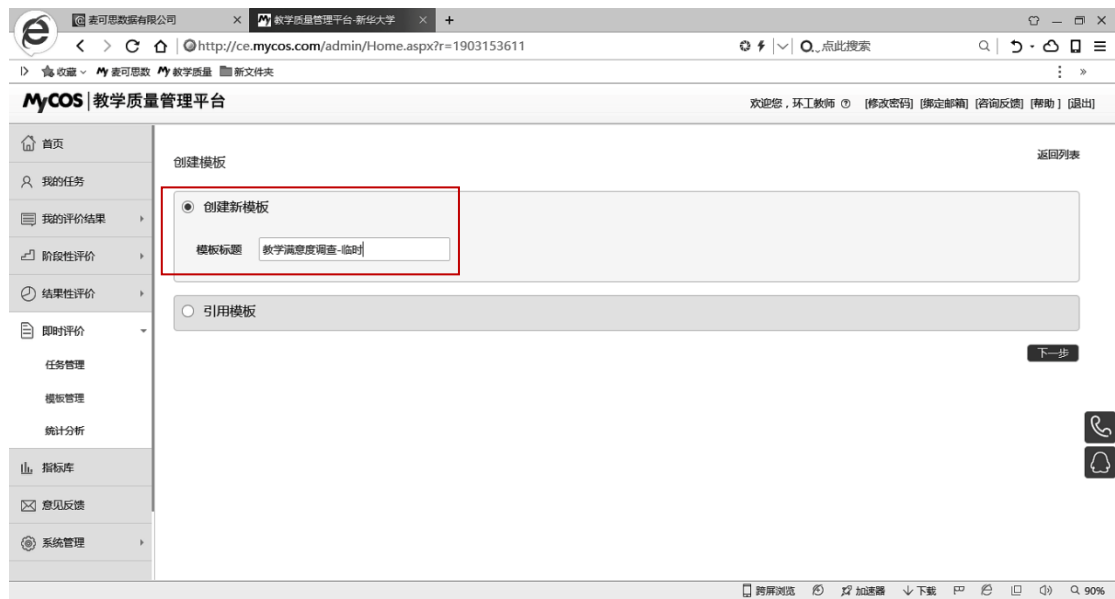 麦可思数据有限公司
教学质量管理平台-新华大学
http://ce.mycos.com/admin/Home.aspx?r=1903153611
点此搜索
收藏 麦可思数 教学质量 新文件夹
MyCOS 教学质量管理平台
欢迎您，环工教师 [修改密码] [绑定邮箱] [咨询反馈] [帮助 ] [退出]
首页
我的任务
我的评价结果
阶段性评价
结果性评价
即时评价
任务管理
模板管理
统计分析
指标库
意见反馈
系统管理
创建模板
返回列表
创建新模板
模板标题 教学满意度调查-临时
引用模板
下一步
跨屏浏览 加速器 下载 90%